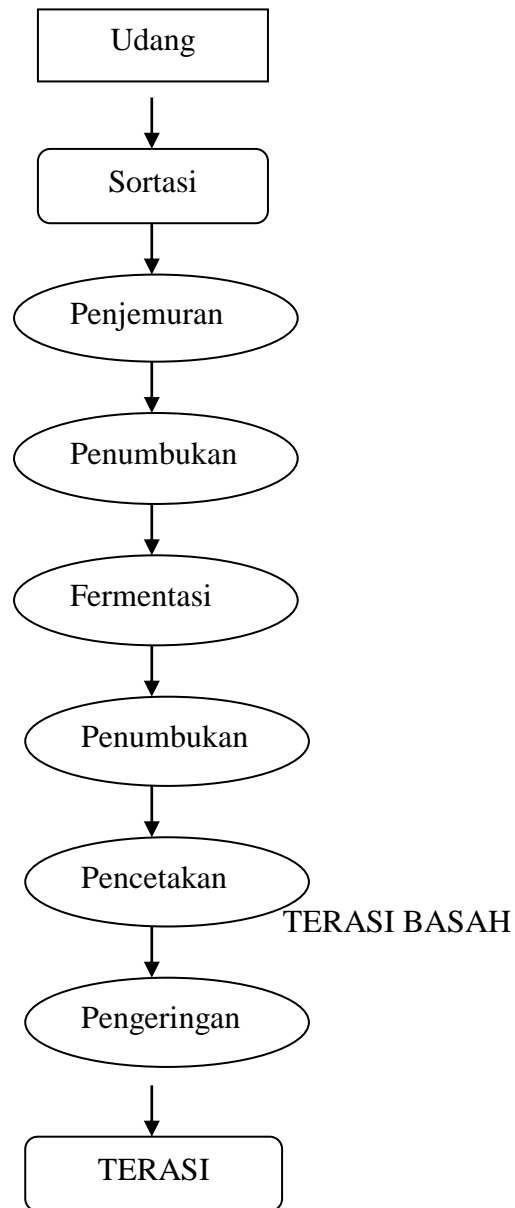 Udang
Sortasi
Penjemuran
Penumbukan
Fermentasi
Penumbukan
Pencetakan
TERASI BASAH
Pengeringan
TERASI